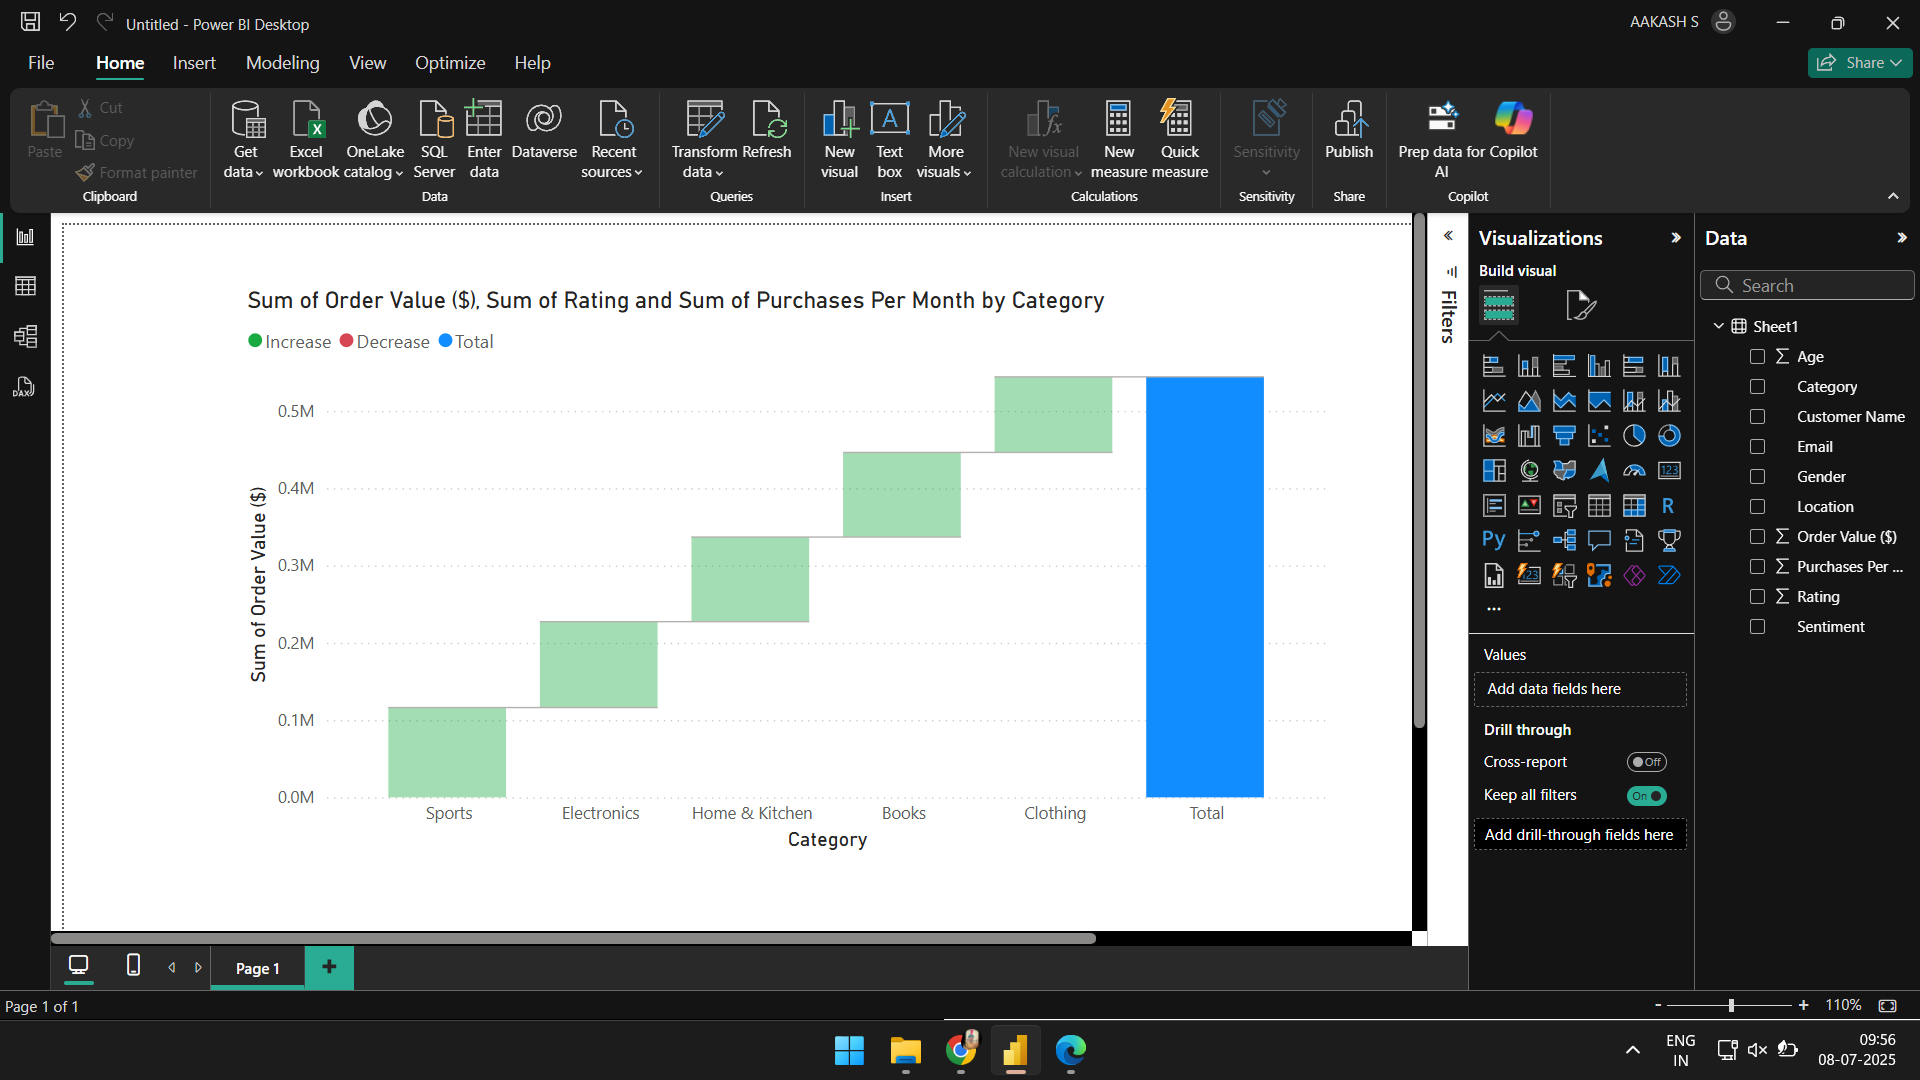 Untitled - Power BI Desktop
AAKASH S
File Home Insert Modeling View Optimize Help
Share
Paste
Cut
Copy
Format painter
Clipboard
Get data
Excel workbook
OneLake catalog
SQL Server
Enter data
Dataverse
Recent sources
Data
Transform data
Refresh
Queries
New visual
Text box
More visuals
Insert
New visual calculation
New measure
Quick measure
Calculations
Sensitivity
Sensitivity
Publish
Share
Prep data for AI
Copilot
Copilot
DAX
Sum of Order Value ($), Sum of Rating and Sum of Purchases Per Month by Category
Increase Decrease Total
Sum of Order Value ($)
0.5M
0.4M
0.3M
0.2M
0.1M
0.0M
Sports Electronics Home & Kitchen Books Clothing Total
Category
Filters
Visualizations
Build visual
123
R
Py
123
...
Values
Add data fields here
Drill through
Cross-report
Off
Keep all filters
On
Add drill-through fields here
Data
Search
Sheet1
Age
Category
Customer Name
Email
Gender
Location
Order Value ($)
Purchases Per ...
Rating
Sentiment
Page 1
+
Page 1 of 1
- + 110%
ENG
IN
09:56
08-07-2025